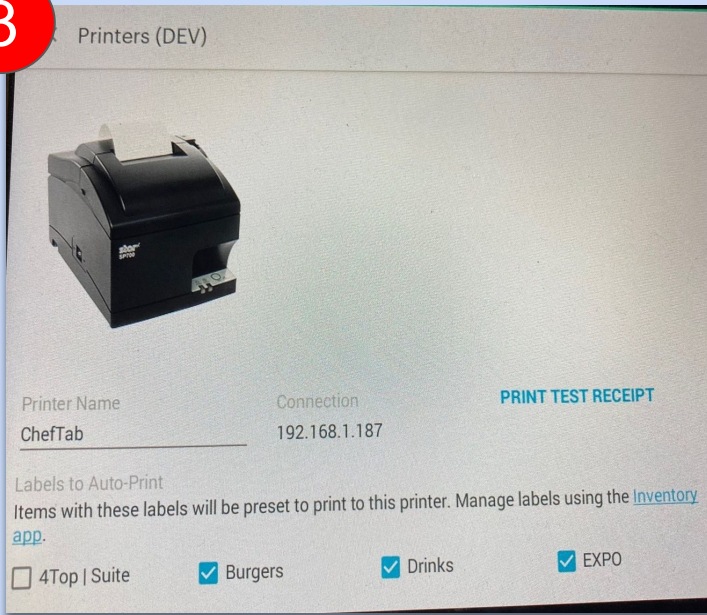 3
Printers (DEV)
star
SP700
Printer Name
Connection
PRINT TEST RECEIPT
ChefTab
192.168.1.187
Labels to Auto-Print
Items with these labels will be preset to print to this printer. Manage labels using the Inventory
app.
4Top | Suite
Burgers
Drinks
EXPO